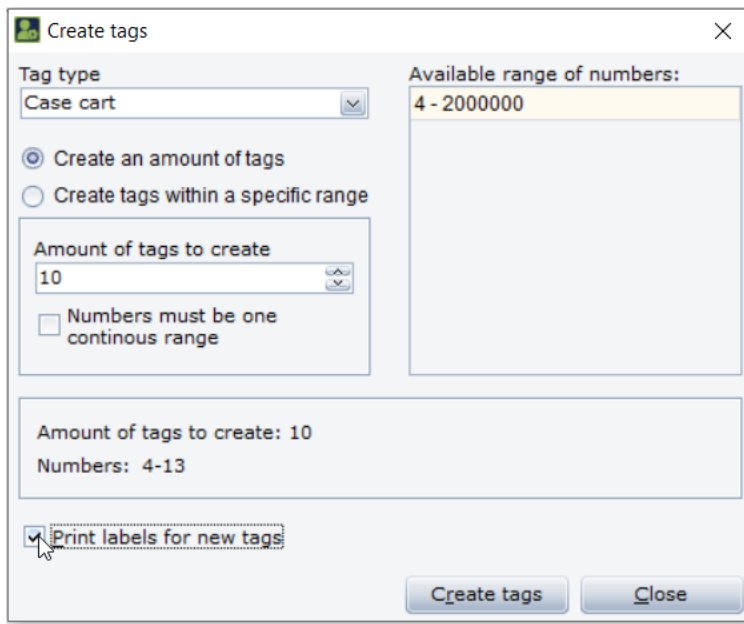 Create tags
Tag type
Case cart
Create an amount of tags
Create tags within a specific range
Amount of tags to create
10
Numbers must be one
continous range
Available range of numbers:
4 - 2000000
Amount of tags to create: 10
Numbers: 4-13
Print labels for new tags
Create tags
Close